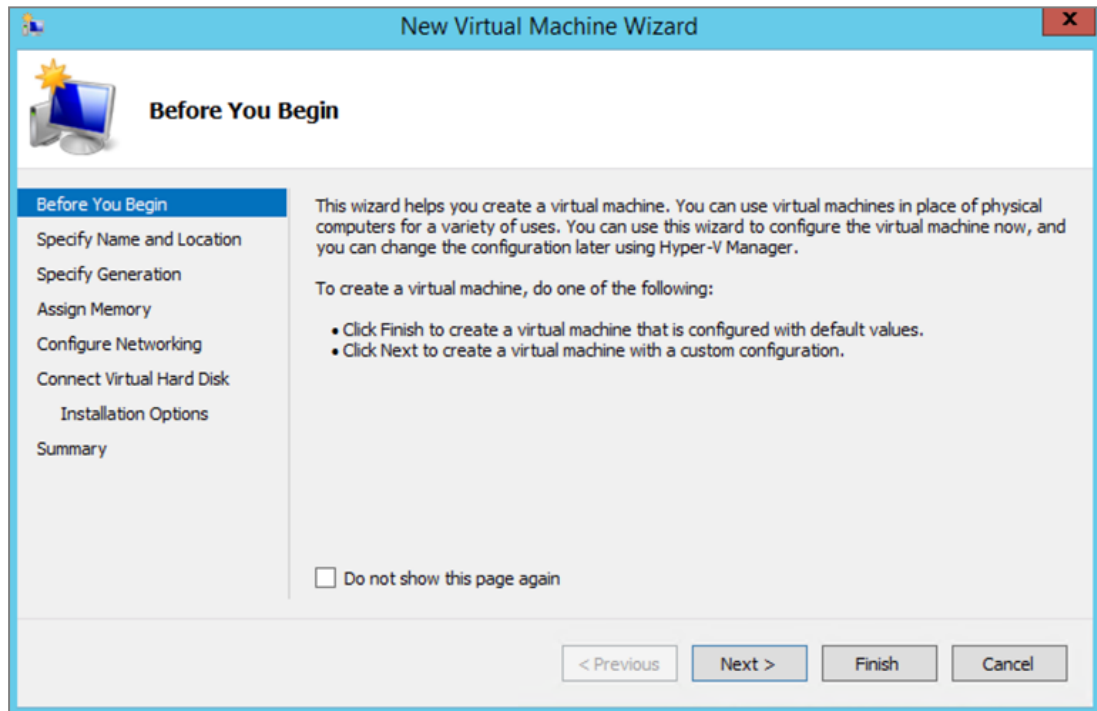 New Virtual Machine Wizard
x
Before You Begin
Before You Begin
Specify Name and Location
Specify Generation
Assign Memory
Configure Networking
Connect Virtual Hard Disk
Installation Options
Summary
This wizard helps you create a virtual machine. You can use virtual machines in place of physical
computers for a variety of uses. You can use this wizard to configure the virtual machine now, and
you can change the configuration later using Hyper-V Manager.
To create a virtual machine, do one of the following:
• Click Finish to create a virtual machine that is configured with default values.
• Click Next to create a virtual machine with a custom configuration.
Do not show this page again
< Previous
Next >
Finish
Cancel